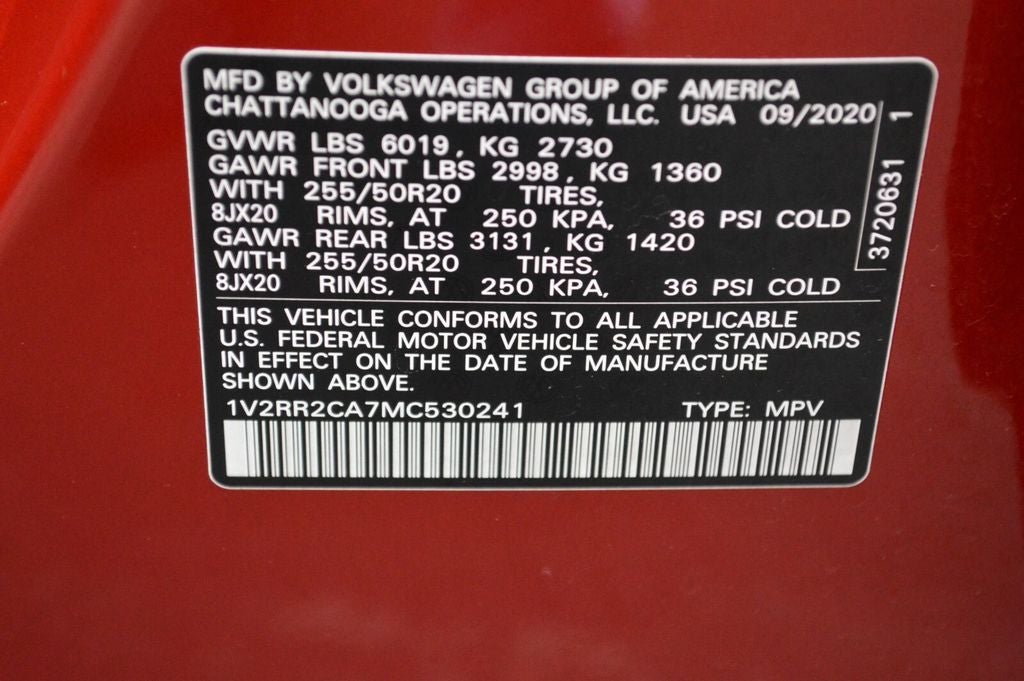 MFD BY VOLKSWAGEN GROUP OF AMERICA
CHATTANOOGA OPERATIONS, LLC. USA 09/2020
GVWR LBS 6019, KG 2730
GAWR FRONT LBS 2998, KG 1360
WITH 255/50R20 TIRES,
8JX20 RIMS, AT 250 KPA, 36 PSI COLD
GAWR REAR LBS 3131, KG 1420
WITH 255/50R20 TIRES,
8JX20 RIMS, AT 250 KPA, 36 PSI COLD
3720631 1
THIS VEHICLE CONFORMS TO ALL APPLICABLE
U.S. FEDERAL MOTOR VEHICLE SAFETY STANDARDS
IN EFFECT ON THE DATE OF MANUFACTURE
SHOWN ABOVE.
1V2RR2CA7MC530241 TYPE: MPV